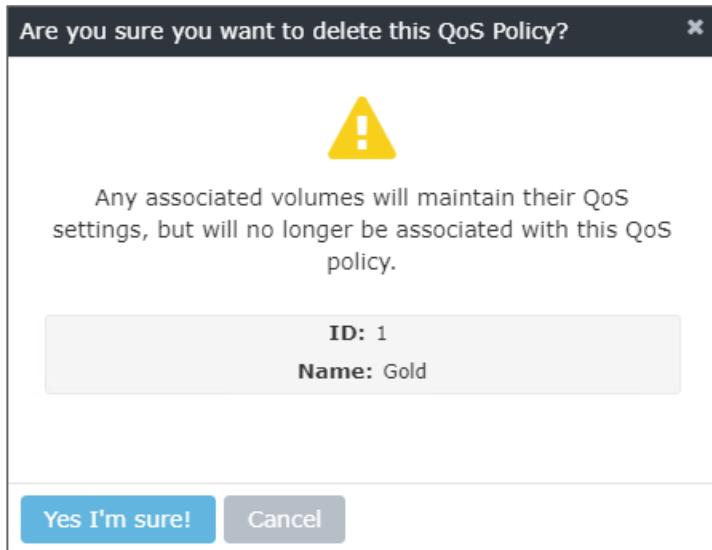 Are you sure you want to delete this QoS Policy?
Any associated volumes will maintain their QoS
settings, but will no longer be associated with this QoS
policy.
ID: 1
Name: Gold
Yes I'm sure!
Cancel